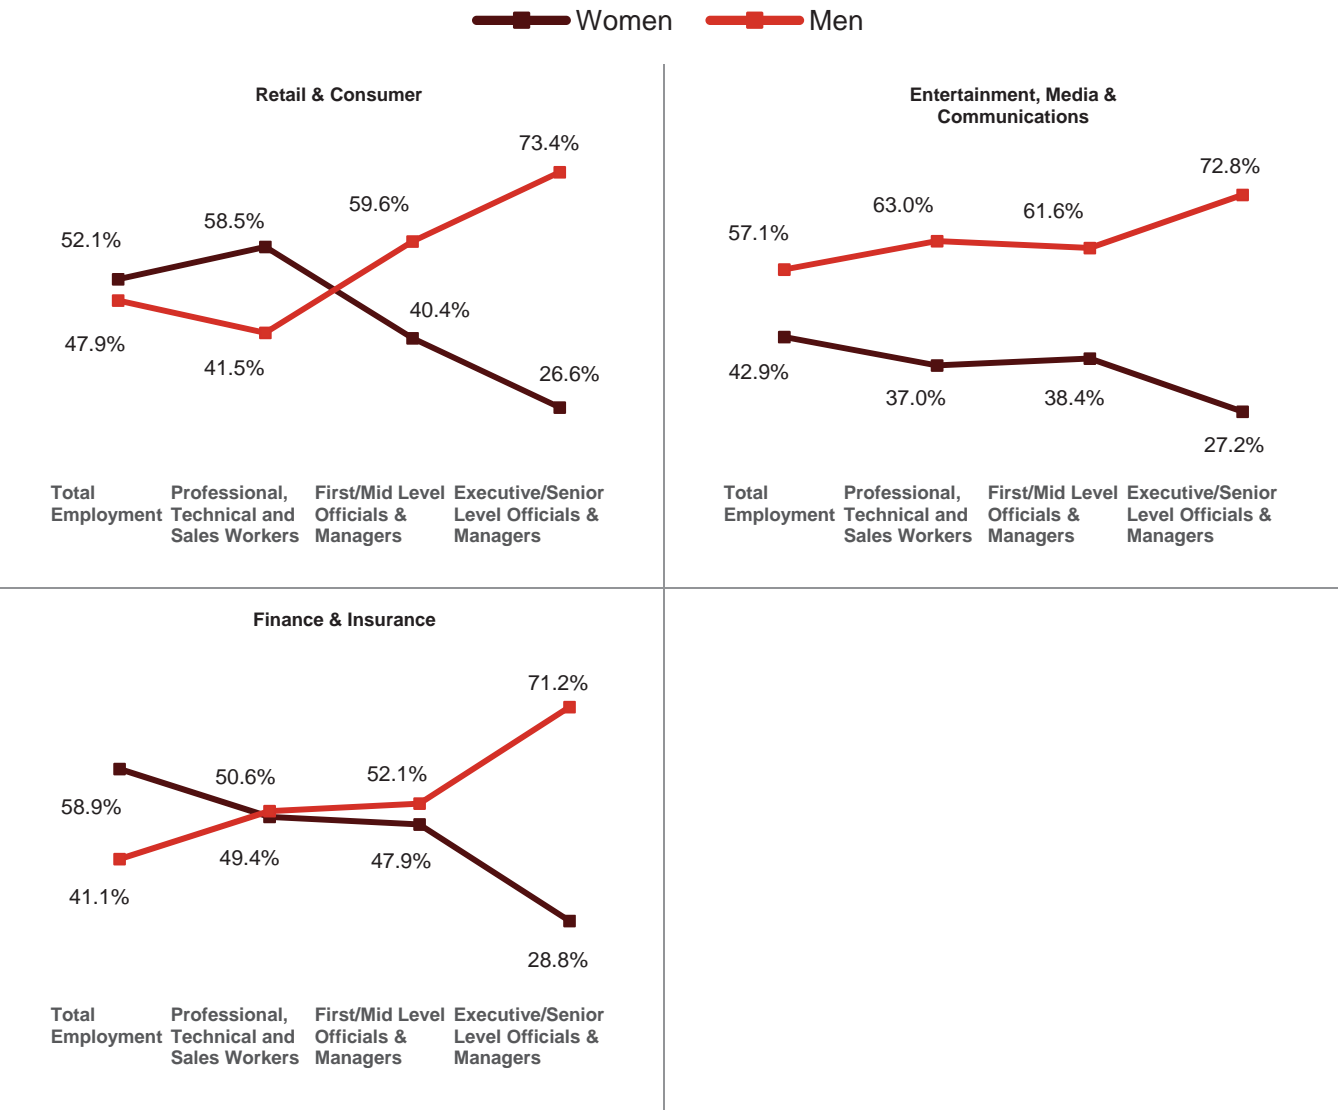 Women Men
Retail & Consumer
73.4%
59.6%
58.5%
52.1%
40.4%
47.9%
41.5%
26.6%
Total Professional, First/Mid Level Executive/Senior
Employment Technical and Officials & Level Officials &
Sales Workers Managers Managers
Entertainment, Media &
Communications
72.8%
63.0%
61.6%
57.1%
42.9%
37.0%
38.4%
27.2%
Total Professional, First/Mid Level Executive/Senior
Employment Technical and Officials & Level Officials &
Sales Workers Managers Managers
Finance & Insurance
71.2%
50.6%
52.1%
58.9%
49.4%
47.9%
41.1%
28.8%
Total Professional, First/Mid Level Executive/Senior
Employment Technical and Officials & Level Officials &
Sales Workers Managers Managers